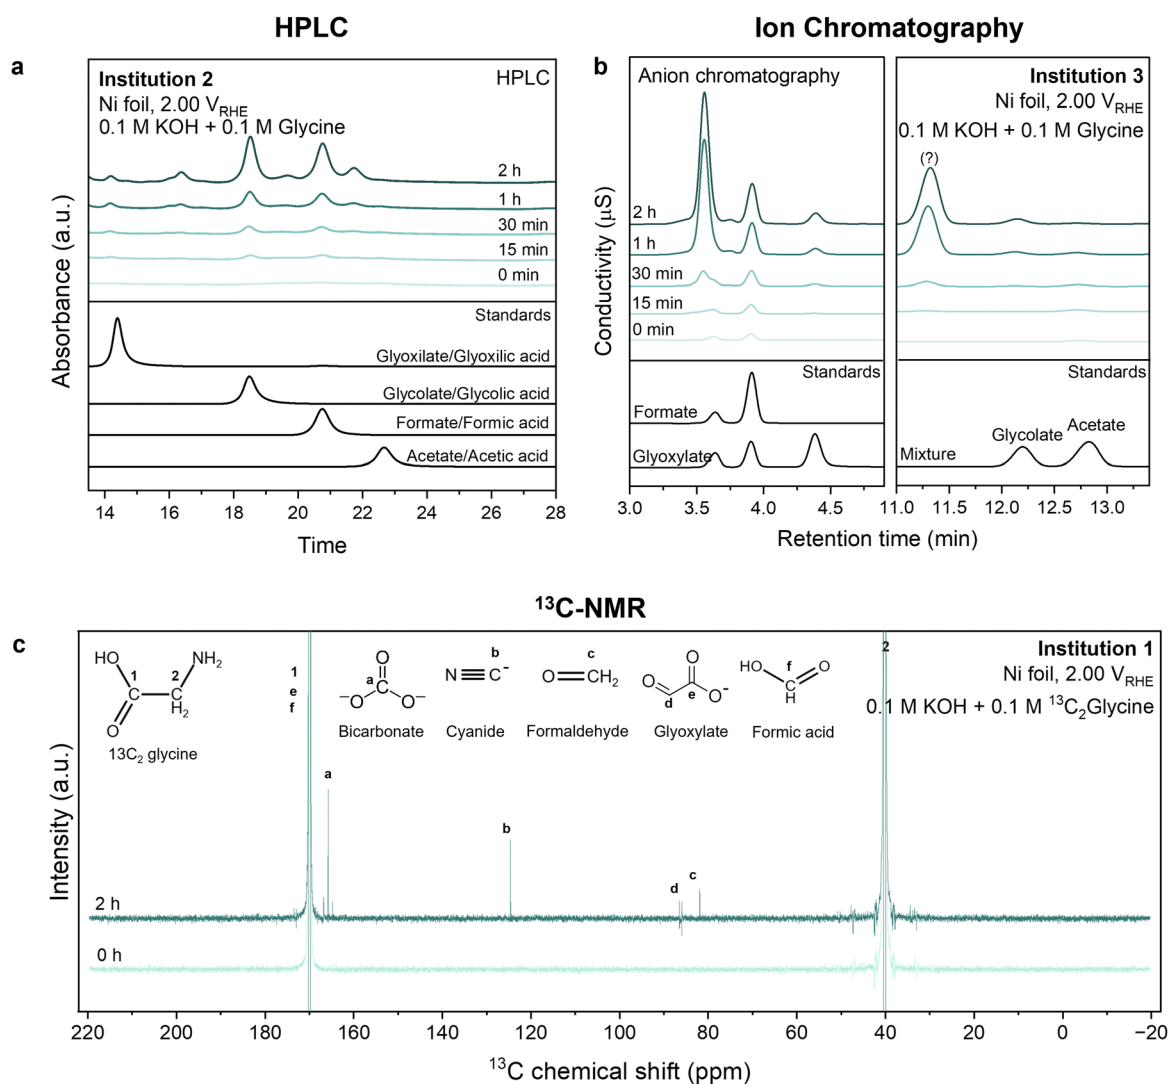 HPLC
Ion Chromatography
a
Institution 2
Ni foil, 2.00 VRHE
0.1 M KOH + 0.1 M Glycine
HPLC
2 h
1 h
30 min
15 min
0 min
Standards
Glyoxilate/Glyoxilic acid
Glycolate/Glycolic acid
Formate/Formic acid
Acetate/Acetic acid
Absorbance (a.u.)
14 16 18 20 22 24 26 28
Time
b
Anion chromatography
Institution 3
Ni foil, 2.00 VRHE
0.1 M KOH + 0.1 M Glycine
(?)
2 h
1 h
30 min
15 min
0 min
Standards
Standards
Formate
Glyoxylate
Mixture
Glycolate
Acetate
Conductivity (µS)
3.0 3.5 4.0 4.5 11.0 11.5 12.0 12.5 13.0
Retention time (min)
¹³C-NMR
c
Institution 1
Ni foil, 2.00 VRHE
0.1 M KOH + 0.1 M ¹³C₂Glycine
HO
1
2
NH₂
C
C
H₂
O
13C₂ glycine
1
e
f
O
a
C
⁻O
O⁻
Bicarbonate
b
N
C⁻
Cyanide
c
O
CH₂
Formaldehyde
O
O
d
e
O⁻
Glyoxylate
HO
f
O
C
H
Formic acid
2
a
b
d
c
2 h
0 h
Intensity (a.u.)
220 200 180 160 140 120 100 80 60 40 20 0 −20
¹³C chemical shift (ppm)